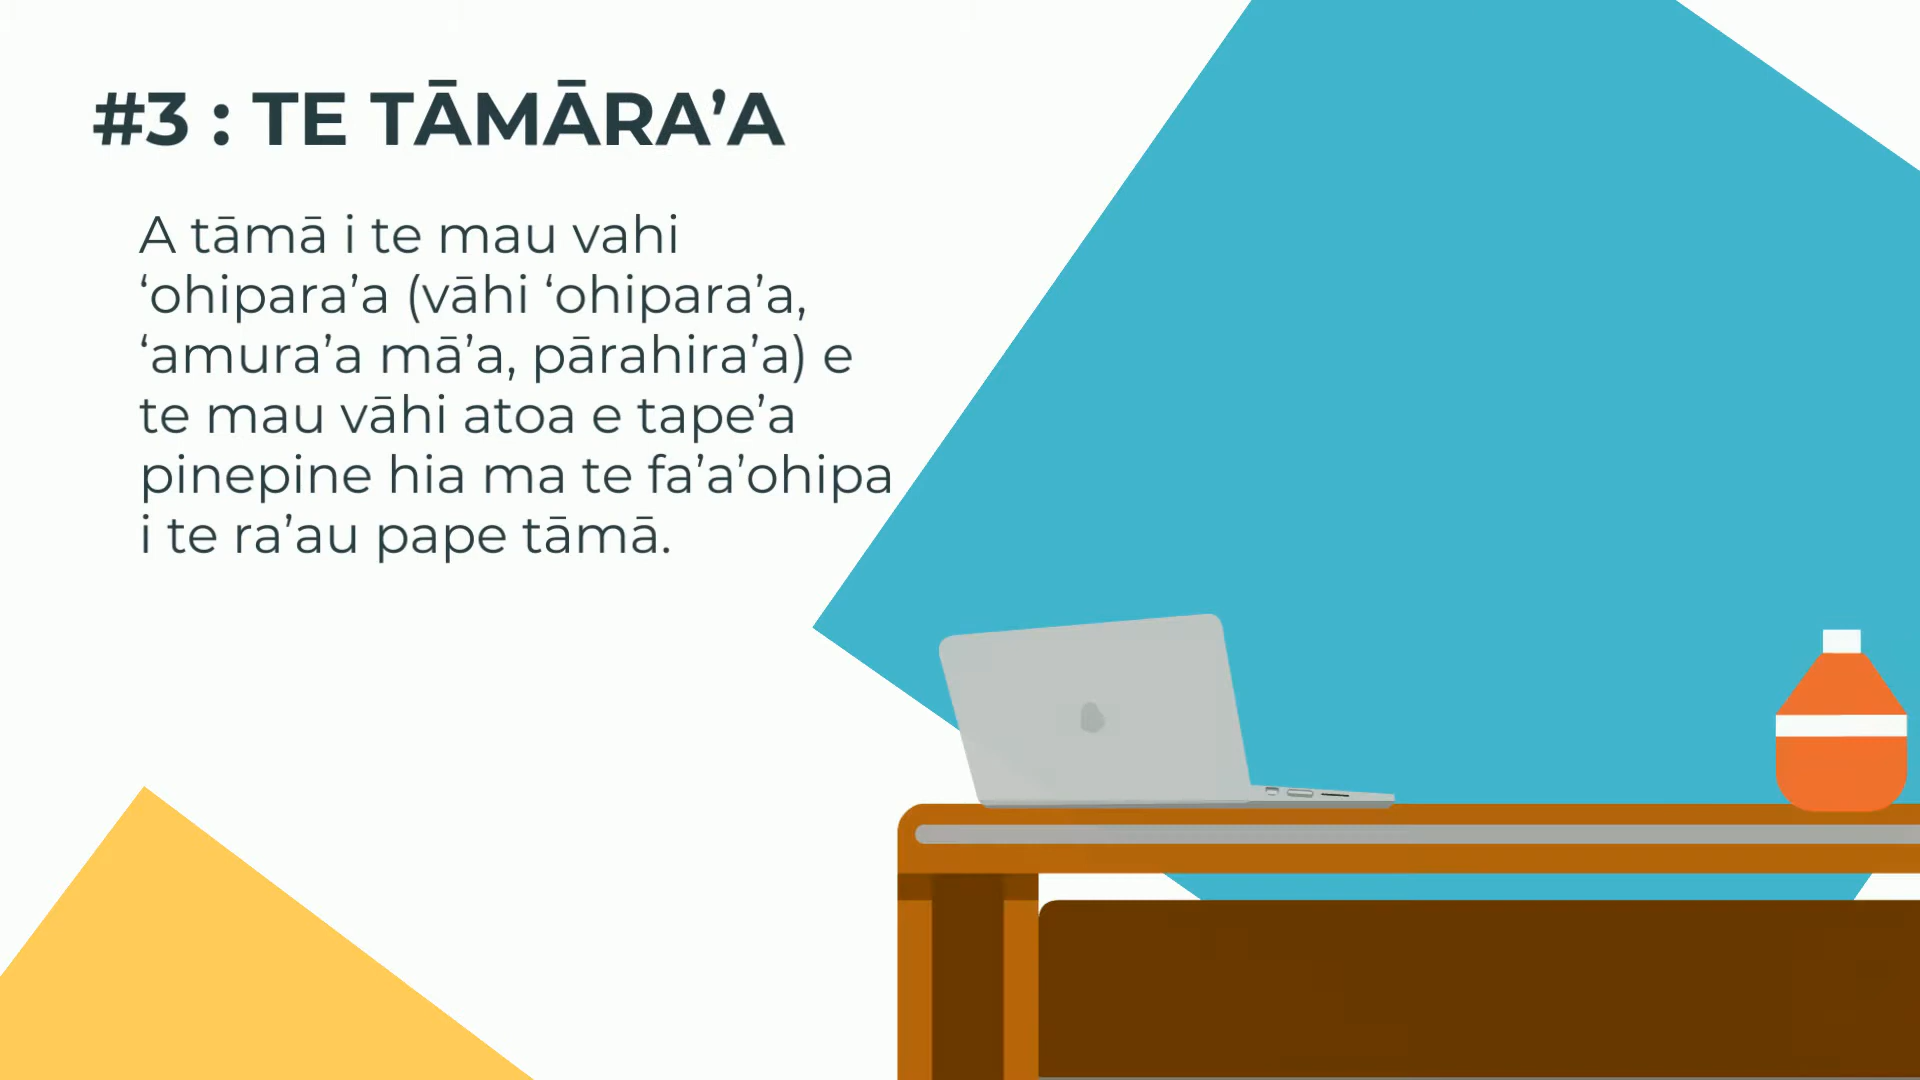 #3 : TE TĀMĀRA’A
A tāmā i te mau vahi
‘ohipara’a (vāhi ‘ohipara’a,
‘amura’a mā’a, pārahira’a) e
te mau vāhi atoa e tape’a
pinepine hia ma te fa’a’ohipa
i te ra’au pape tāmā.